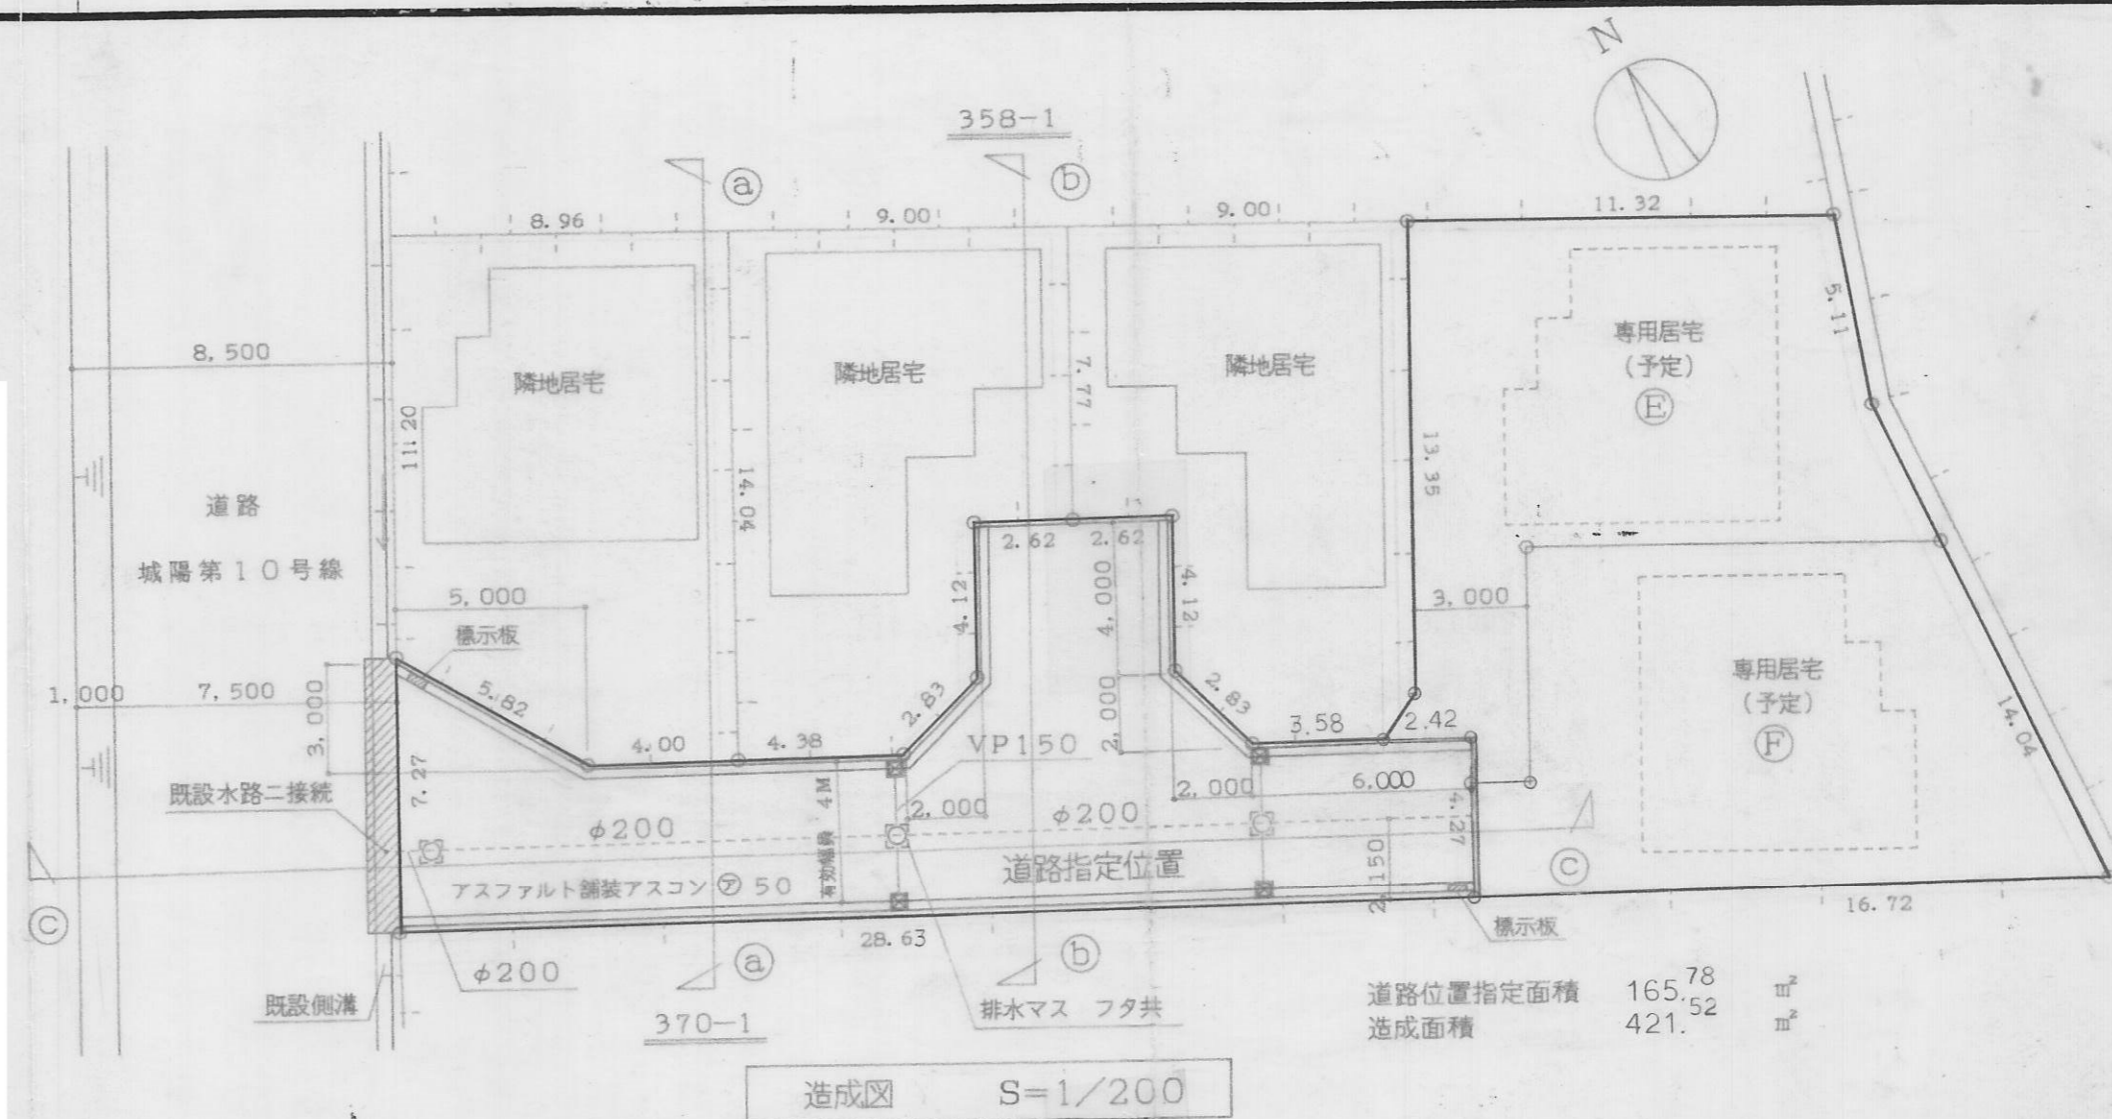 N
358-1
ⓐ
ⓑ
8.96
9.00
9.00
11.32
5.11
8,500
隣地居宅
隣地居宅
隣地居宅
専用居宅
(予定)
Ⓔ
11.20
14.04
7.77
13.35
道路
城陽第10号線
5,000
標示板
2.62
2.62
4.12
4,000
4.12
3,000
専用居宅
(予定)
Ⓕ
14.04
1,000
7,500
3,000
5.82
4.00
4.38
2.83
VP150
2,000
2.83
3.58
2.42
既設水路ニ接続
7.27
φ200
有効幅員 4M
2,000
φ200
2,000
6.000
4.27
2,150
アスファルト舗装アスコン ㋐ 50
道路指定位置
ⓒ
ⓒ
28.63
16.72
標示板
既設側溝
φ200
ⓐ
ⓑ
370-1
排水マス フタ共
道路位置指定面積 165.78 ㎡
造成面積 421.52 ㎡
造成図 S=1/200